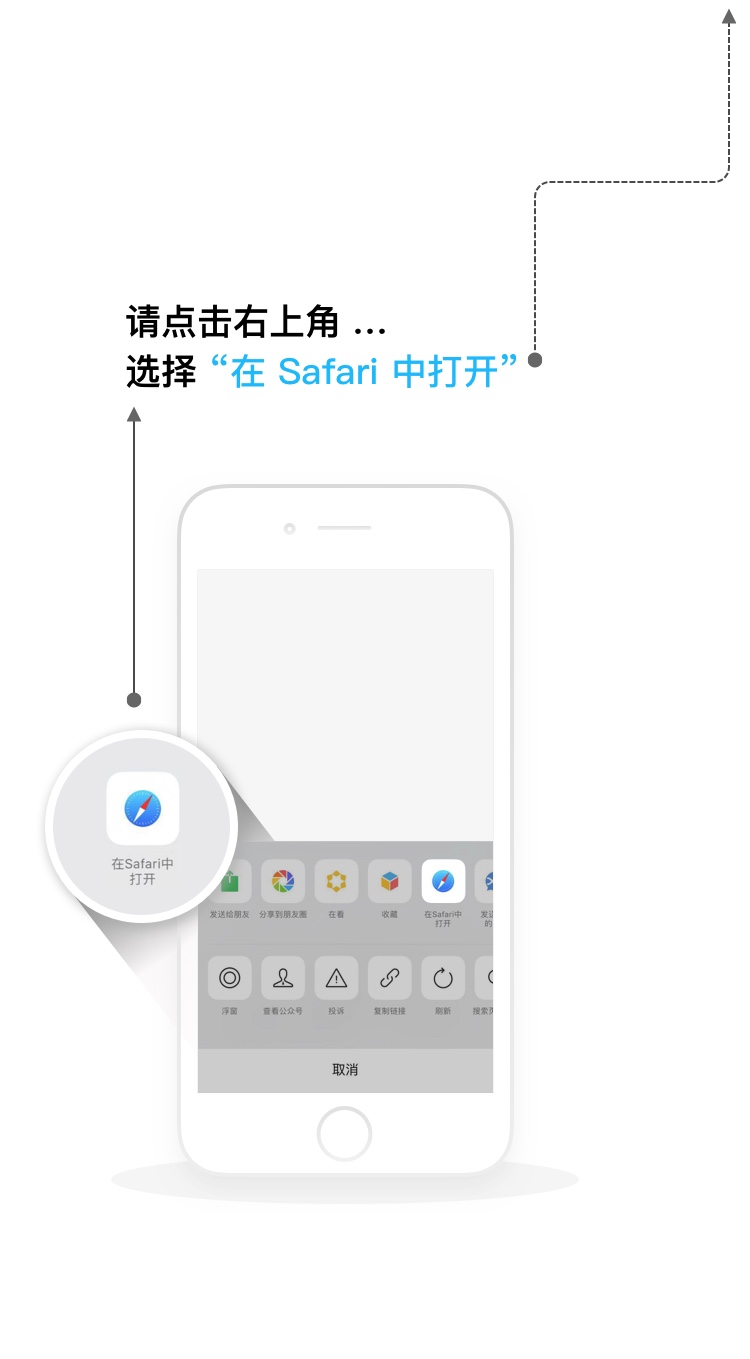 请点击右上角 ...
选择 “在 Safari 中打开”
在Safari中
打开
发送给朋友
分享到朋友圈
在看
收藏
在Safari中
打开
发送
的
浮窗
查看公众号
投诉
复制链接
刷新
搜索页
取消